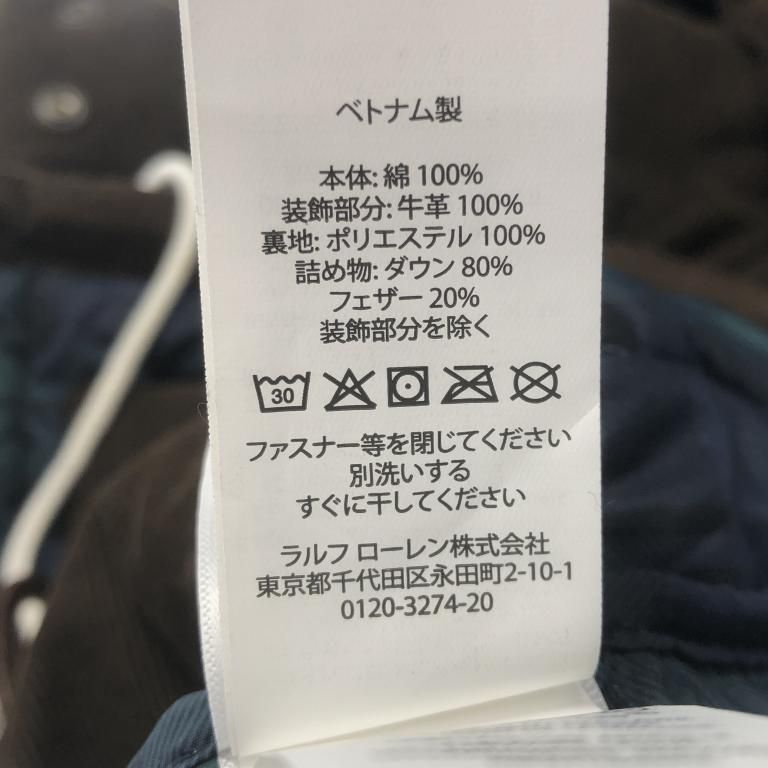 ベトナム製
本体: 綿 100%
装飾部分: 牛革 100%
裏地: ポリエステル 100%
詰め物: ダウン 80%
フェザー 20%
装飾部分を除く
30
ファスナー等を閉じてください
別洗いする
すぐに干してください
ラルフ ローレン株式会社
東京都千代田区永田町2-10-1
0120-3274-20